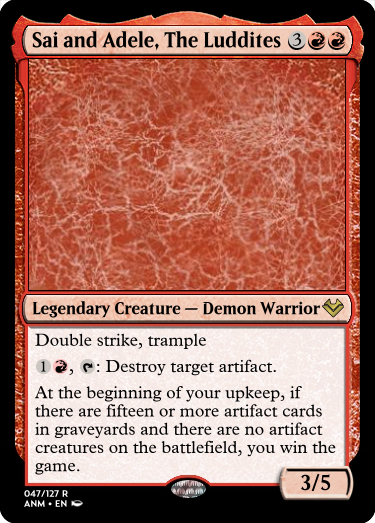 Sai and Adele, The Luddites 3
Legendary Creature — Demon Warrior
Double strike, trample
1 , : Destroy target artifact.
At the beginning of your upkeep, if
there are fifteen or more artifact cards
in graveyards and there are no artifact
creatures on the battlefield, you win the
game.
3/5
047/127 R
ANM • EN